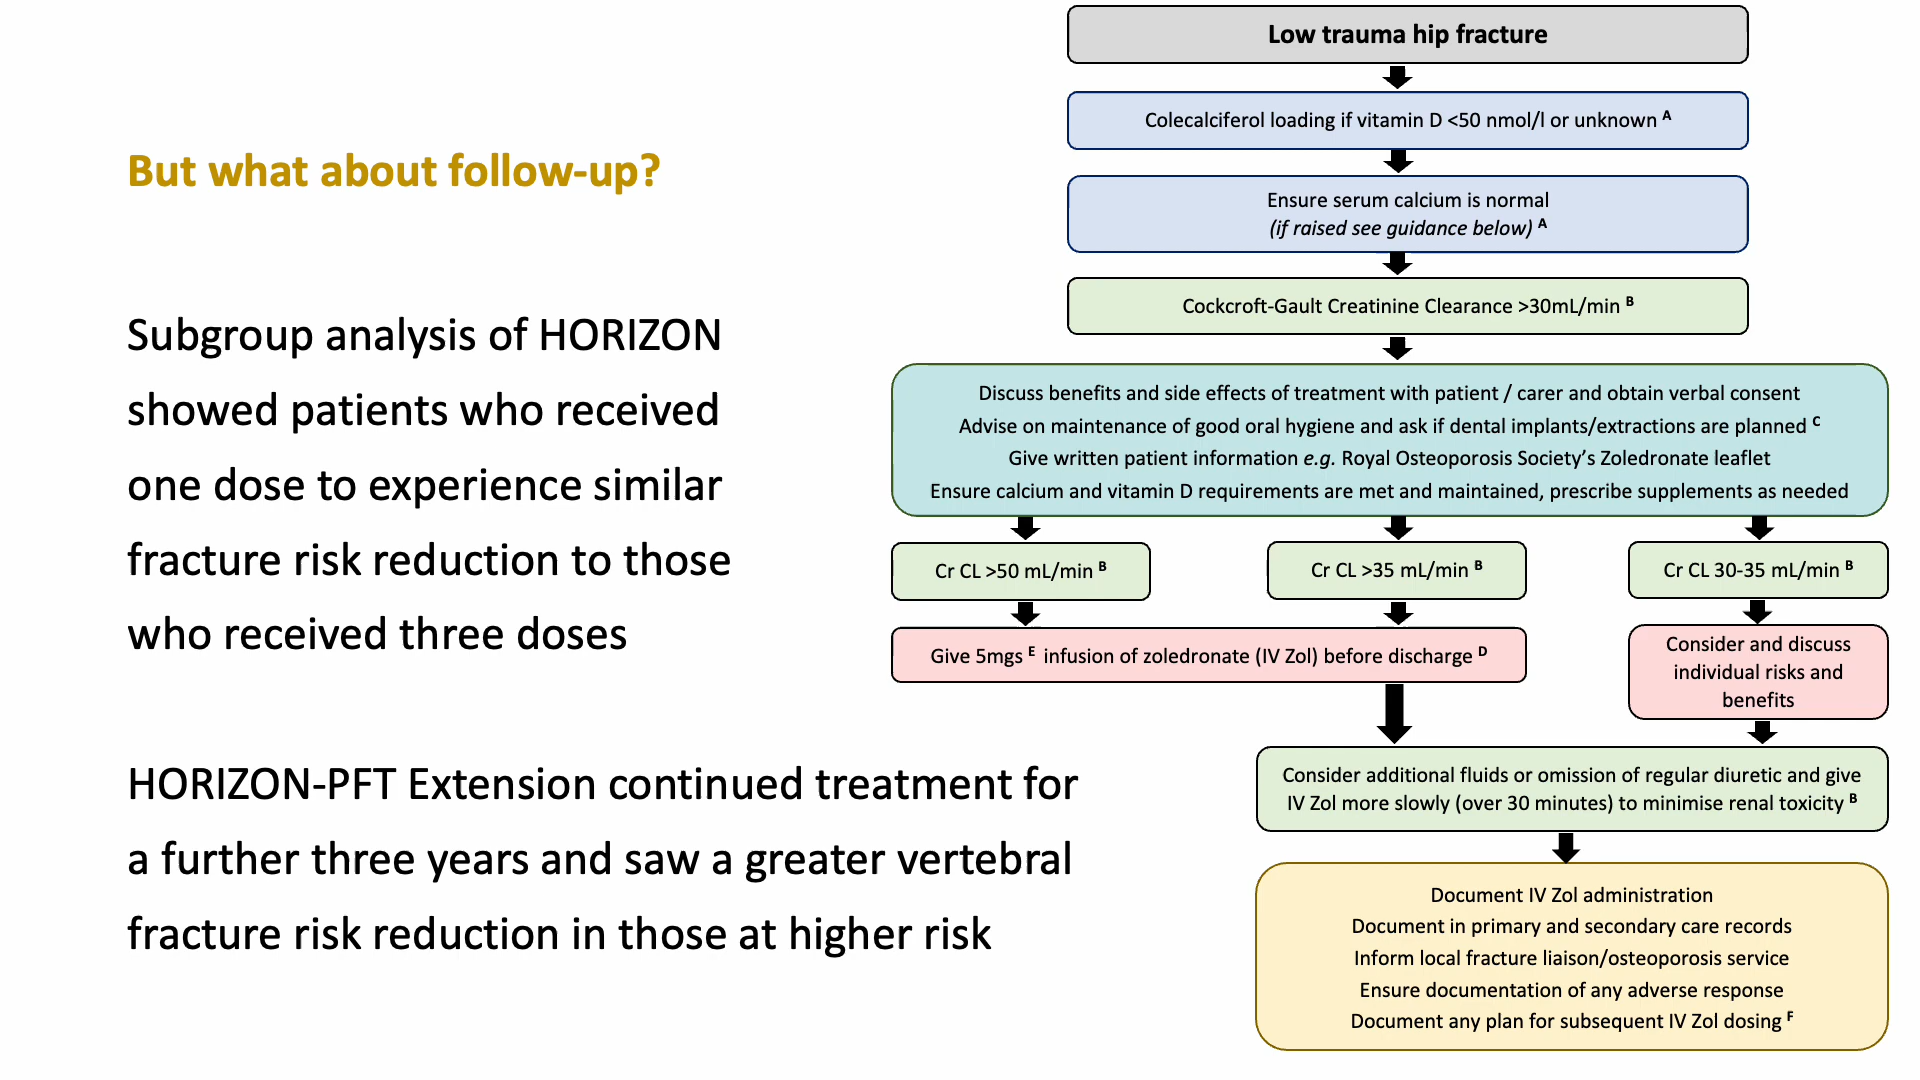 But what about follow-up?
Subgroup analysis of HORIZON
showed patients who received
one dose to experience similar
fracture risk reduction to those
who received three doses
HORIZON-PFT Extension continued treatment for
a further three years and saw a greater vertebral
fracture risk reduction in those at higher risk
Low trauma hip fracture
Colecalciferol loading if vitamin D <50 nmol/l or unknown A
Ensure serum calcium is normal
(if raised see guidance below) A
Cockcroft-Gault Creatinine Clearance >30mL/min B
Discuss benefits and side effects of treatment with patient / carer and obtain verbal consent
Advise on maintenance of good oral hygiene and ask if dental implants/extractions are planned C
Give written patient information e.g. Royal Osteoporosis Society’s Zoledronate leaflet
Ensure calcium and vitamin D requirements are met and maintained, prescribe supplements as needed
Cr CL >50 mL/min B
Cr CL >35 mL/min B
Cr CL 30-35 mL/min B
Give 5mgs E infusion of zoledronate (IV Zol) before discharge D
Consider and discuss
individual risks and
benefits
Consider additional fluids or omission of regular diuretic and give
IV Zol more slowly (over 30 minutes) to minimise renal toxicity B
Document IV Zol administration
Document in primary and secondary care records
Inform local fracture liaison/osteoporosis service
Ensure documentation of any adverse response
Document any plan for subsequent IV Zol dosing F